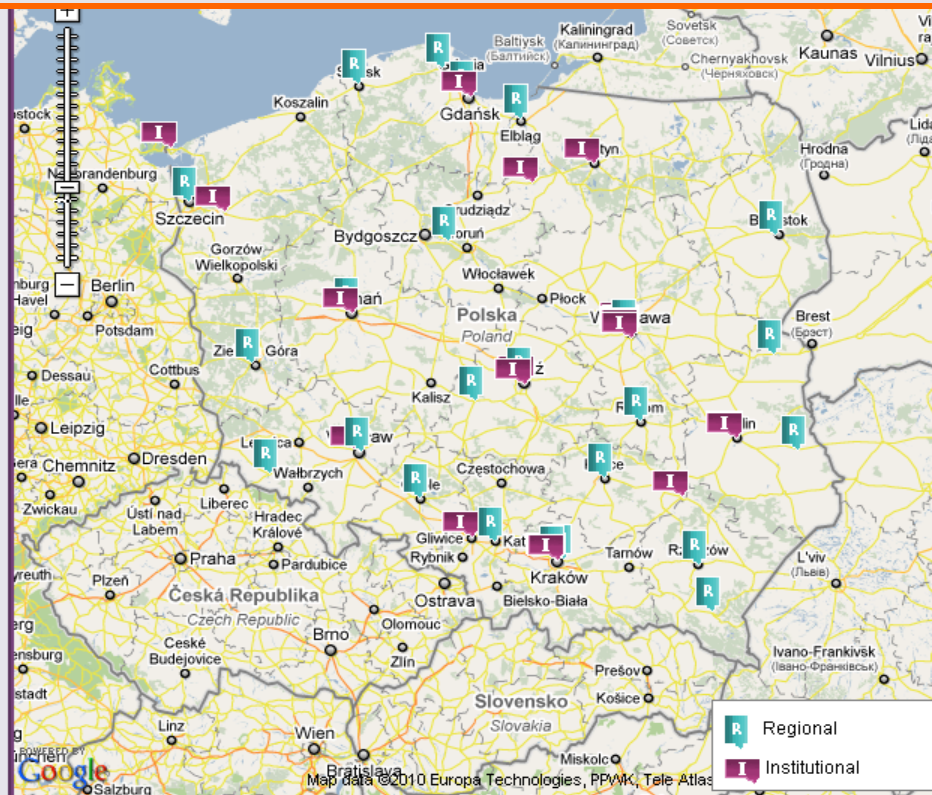 Kaliningrad
(Калининград)
Sovetsk
(Советск)
Baltiysk
(Балтийск)
Chernyakhovsk
(Черняховск)
Kaunas
Vilnius
Koszalin
Gdańsk
Elbląg
Hrodna
(Гродна)
Szczecin
Bydgoszcz
Gorzów
Wielkopolski
Włocławek
Płock
Berlin
Potsdam
Polska
Poland
Brest
(Брэст)
Góra
Cottbus
Dessau
Kalisz
Leipzig
Chemnitz
Dresden
Wałbrzych
Częstochowa
Zwickau
Ústí nad
Labem
Liberec
Hradec
Králové
Gliwice
Rybnik
Kraków
Tarnów
L'viv
(Львів)
Praha
Pardubice
Plzeň
Česká Republika
Czech Republic
Ostrava
Bielsko-Biała
Olomouc
Brno
Zlín
České
Budejovice
Ivano-Frankivsk
(Івано-Франківськ)
Prešov
Košice
Slovensko
Slovakia
Linz
Wien
Miskolc
Bratislava
Salzburg
R Regional
I Institutional
POWERED BY
Google
Map data ©2010 Europa Technologies, PPWK, Tele Atlas